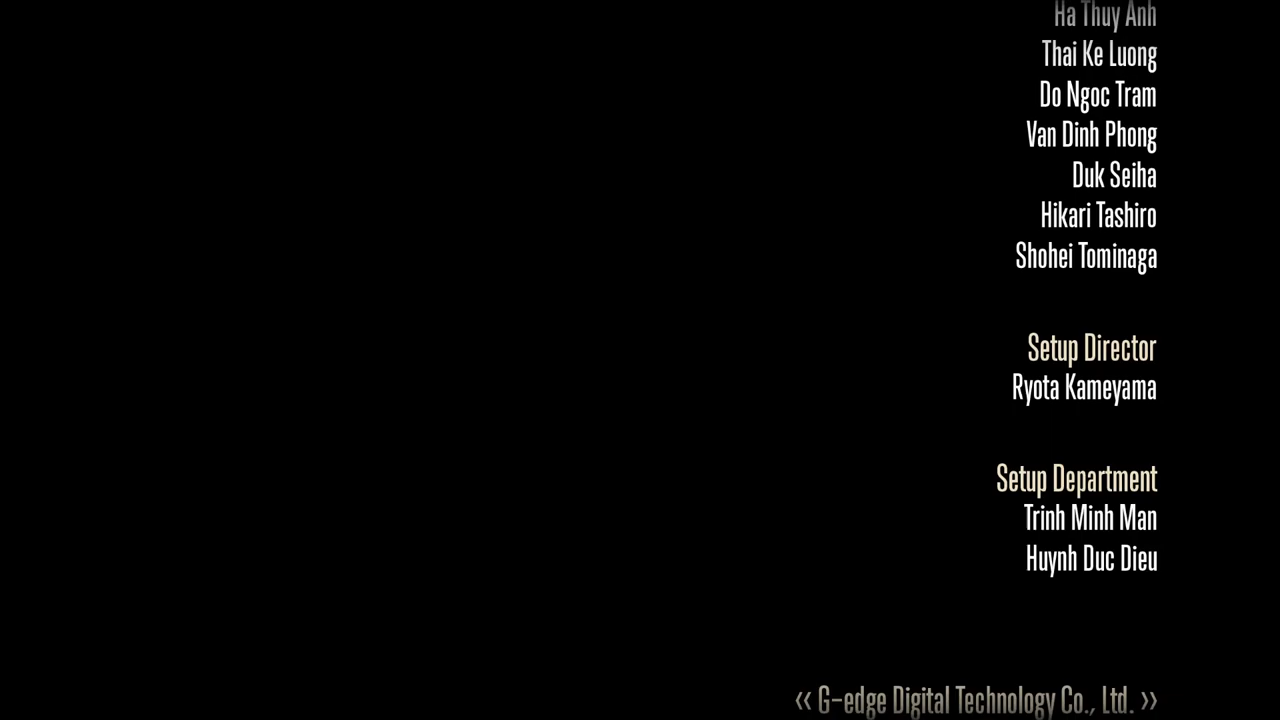 Ha Thuy Anh
Thai Ke Luong
Do Ngoc Tram
Van Dinh Phong
Duk Seiha
Hikari Tashiro
Shohei Tominaga
Setup Director
Ryota Kameyama
Setup Department
Trinh Minh Man
Huynh Duc Dieu
‹‹ G-edge Digital Technology Co., Ltd. ››